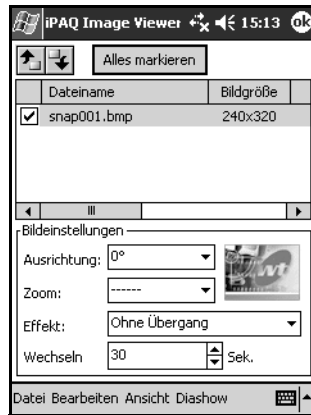 iPAQ Image Viewer 15:13 ok
Alles markieren
Dateiname Bildgröße
snap001.bmp 240x320
Bildeinstellungen
Ausrichtung: 0°
Zoom: ------
Effekt: Ohne Übergang
Wechseln 30 Sek.
Datei Bearbeiten Ansicht Diashow